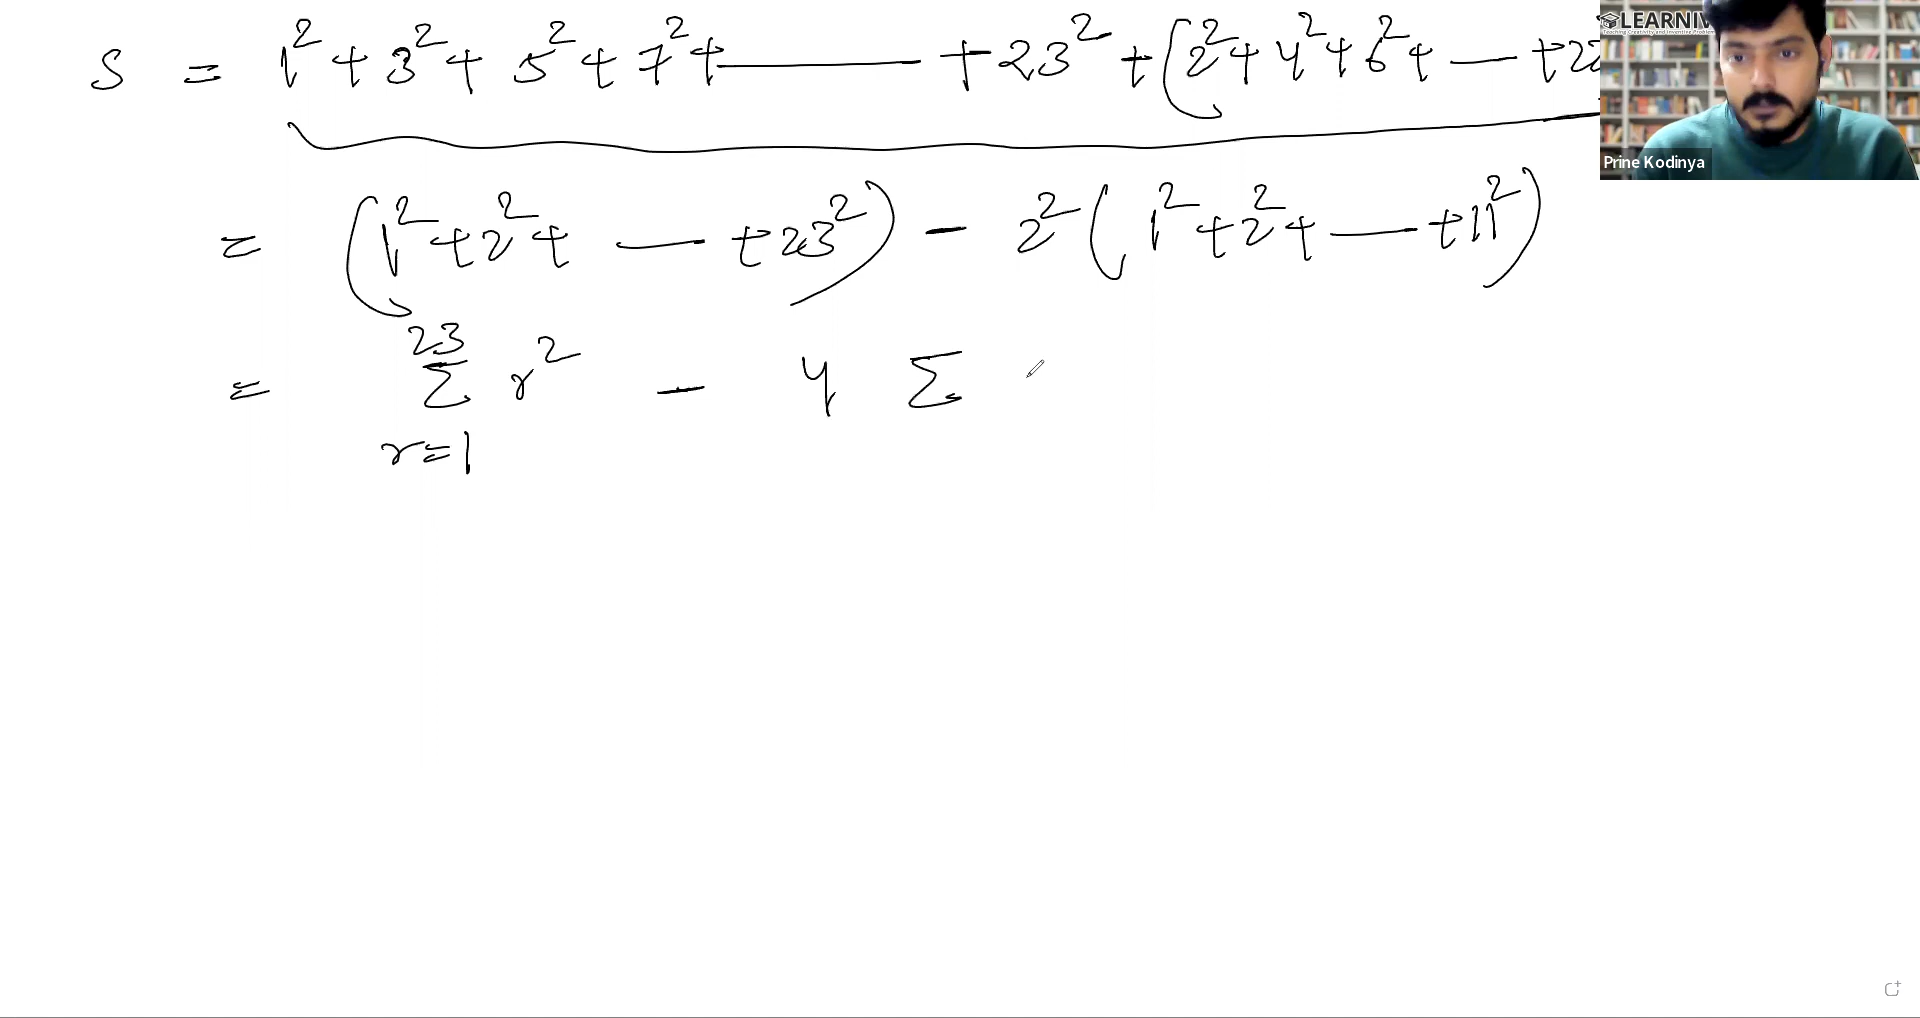 S = 1² + 3² + 5² + 7² + ——— + 23² + (2² + 4² + 6² + — + 22
= (1² + 2² + — + 23²) - 2² (1² + 2² + — + 11²)
= 23 Σ r=1 r² - 4 Σ
LEARNIV
Prine Kodinya